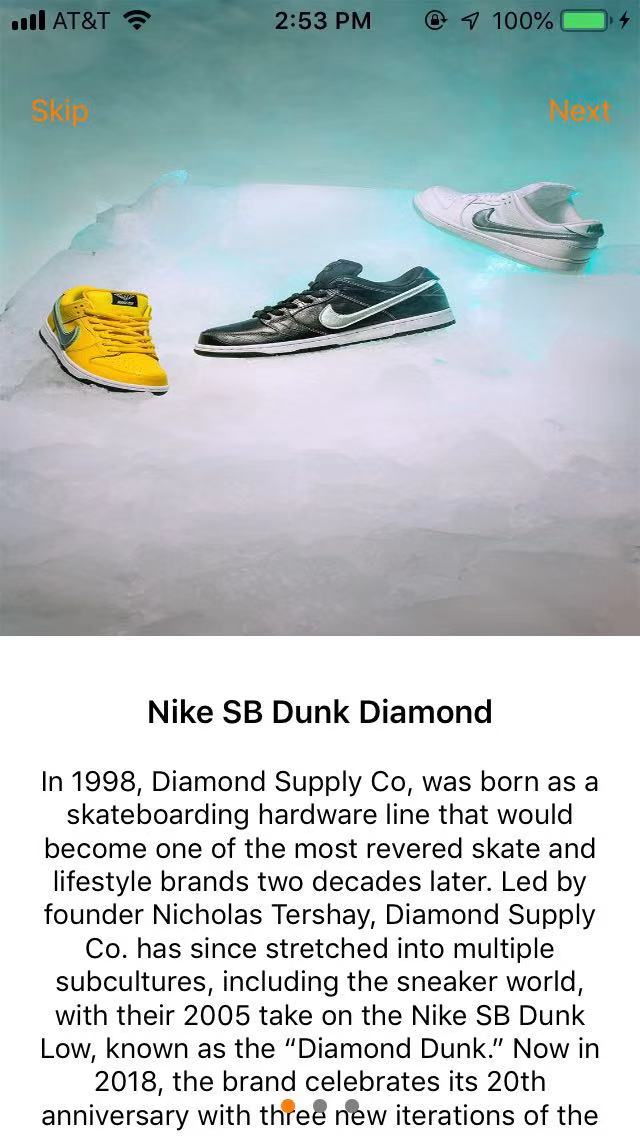 AT&T 2:53 PM 100%
Skip Next
Nike SB Dunk Diamond
In 1998, Diamond Supply Co, was born as a
skateboarding hardware line that would
become one of the most revered skate and
lifestyle brands two decades later. Led by
founder Nicholas Tershay, Diamond Supply
Co. has since stretched into multiple
subcultures, including the sneaker world,
with their 2005 take on the Nike SB Dunk
Low, known as the “Diamond Dunk.” Now in
2018, the brand celebrates its 20th
anniversary with three new iterations of the